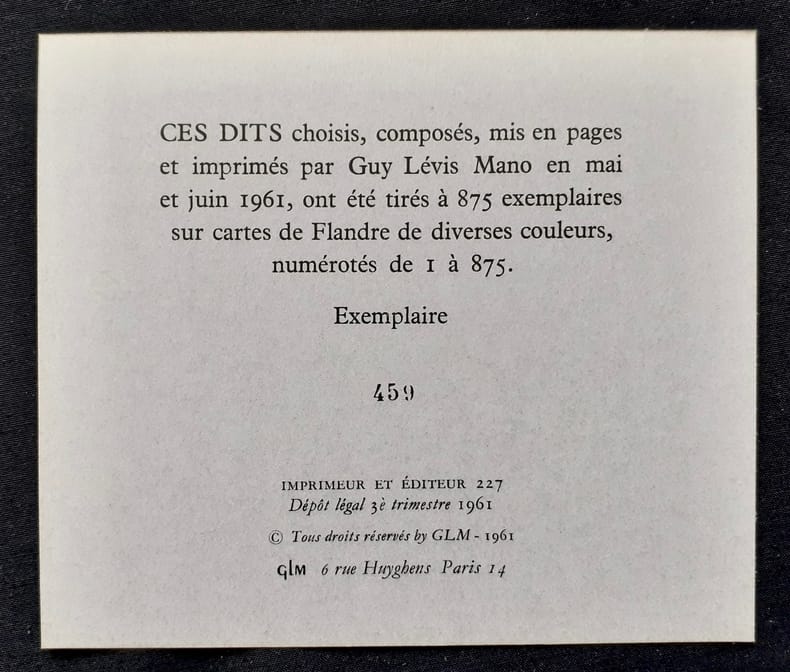 CES DITS choisis, composés, mis en pages
et imprimés par Guy Lévis Mano en mai
et juin 1961, ont été tirés à 875 exemplaires
sur cartes de Flandre de diverses couleurs,
numérotés de 1 à 875.
Exemplaire
459
IMPRIMEUR ET ÉDITEUR 227
Dépôt légal 3è trimestre 1961
© Tous droits réservés by GLM - 1961
GLM 6 rue Huyghens Paris 14